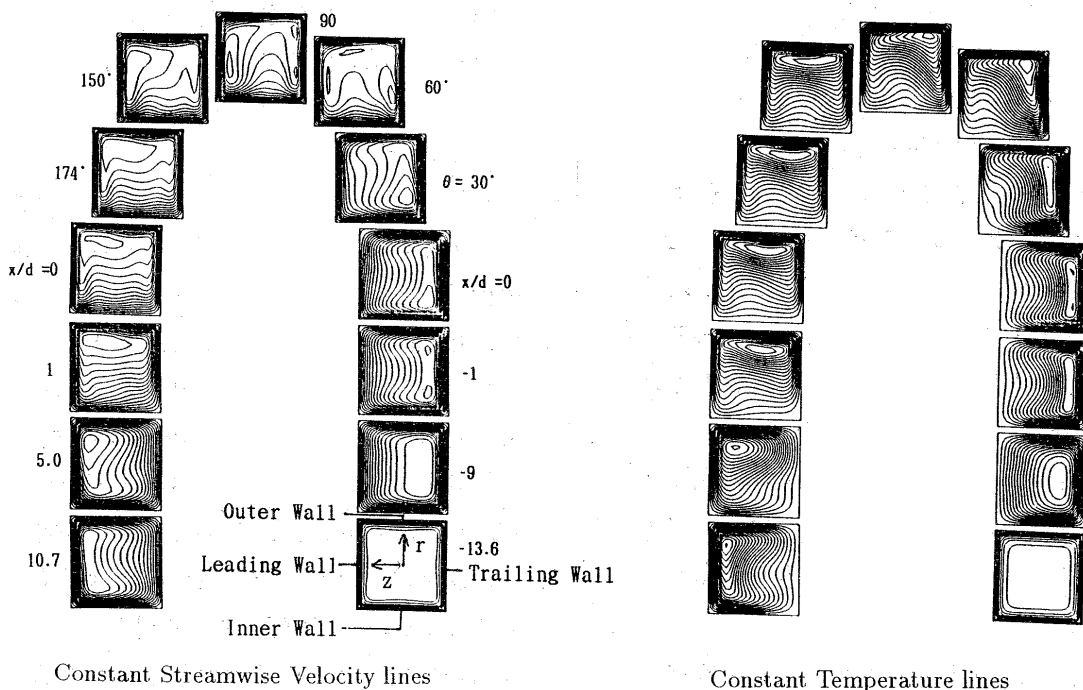 90
150°
60°
174°
θ = 30°
x/d =0
x/d =0
1
-1
5.0
-9
Outer Wall
r
-13.6
10.7
Leading Wall
Z
Trailing Wall
Inner Wall
Constant Streamwise Velocity lines
Constant Temperature lines